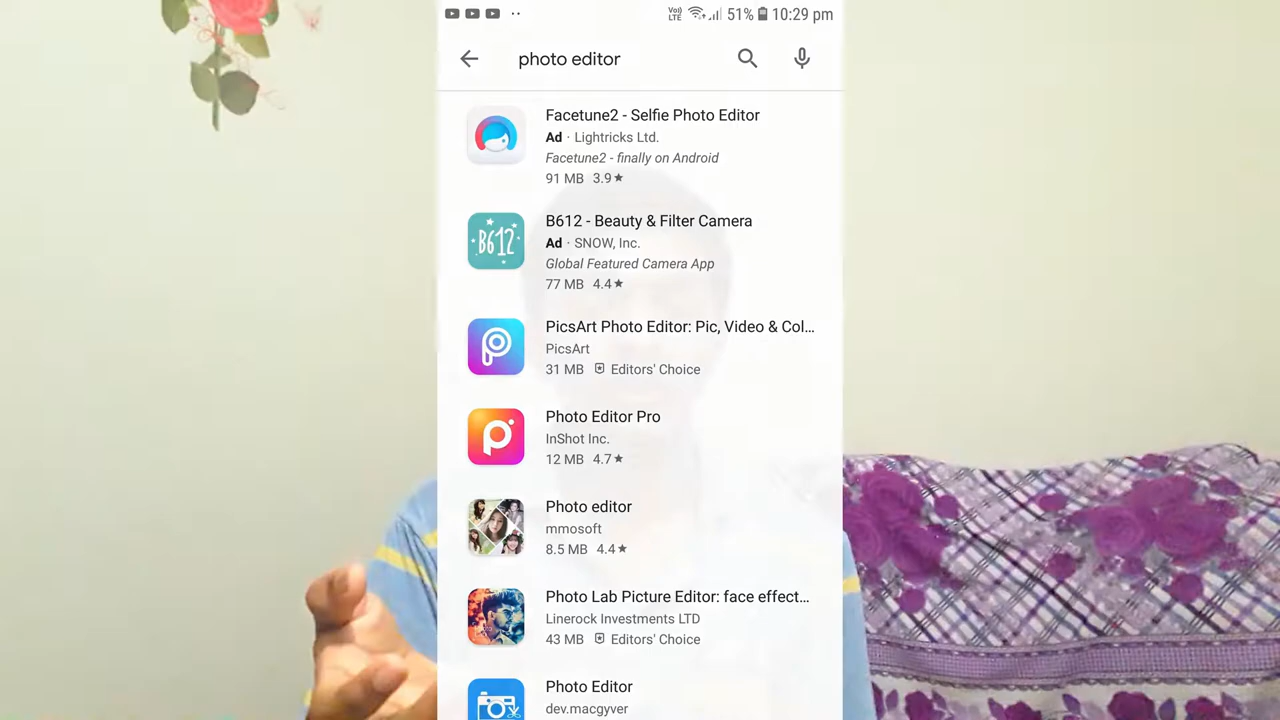 Vo)) LTE 51% 10:29 pm
photo editor
Facetune2 - Selfie Photo Editor
Ad · Lightricks Ltd.
Facetune2 - finally on Android
91 MB 3.9★
B612
B612 - Beauty & Filter Camera
Ad · SNOW, Inc.
Global Featured Camera App
77 MB 4.4★
PicsArt Photo Editor: Pic, Video & Col...
PicsArt
31 MB Editors' Choice
Photo Editor Pro
InShot Inc.
12 MB 4.7★
Photo editor
mmosoft
8.5 MB 4.4★
Photo Lab Picture Editor: face effect...
Linerock Investments LTD
43 MB Editors' Choice
Photo Editor
dev.macgyver